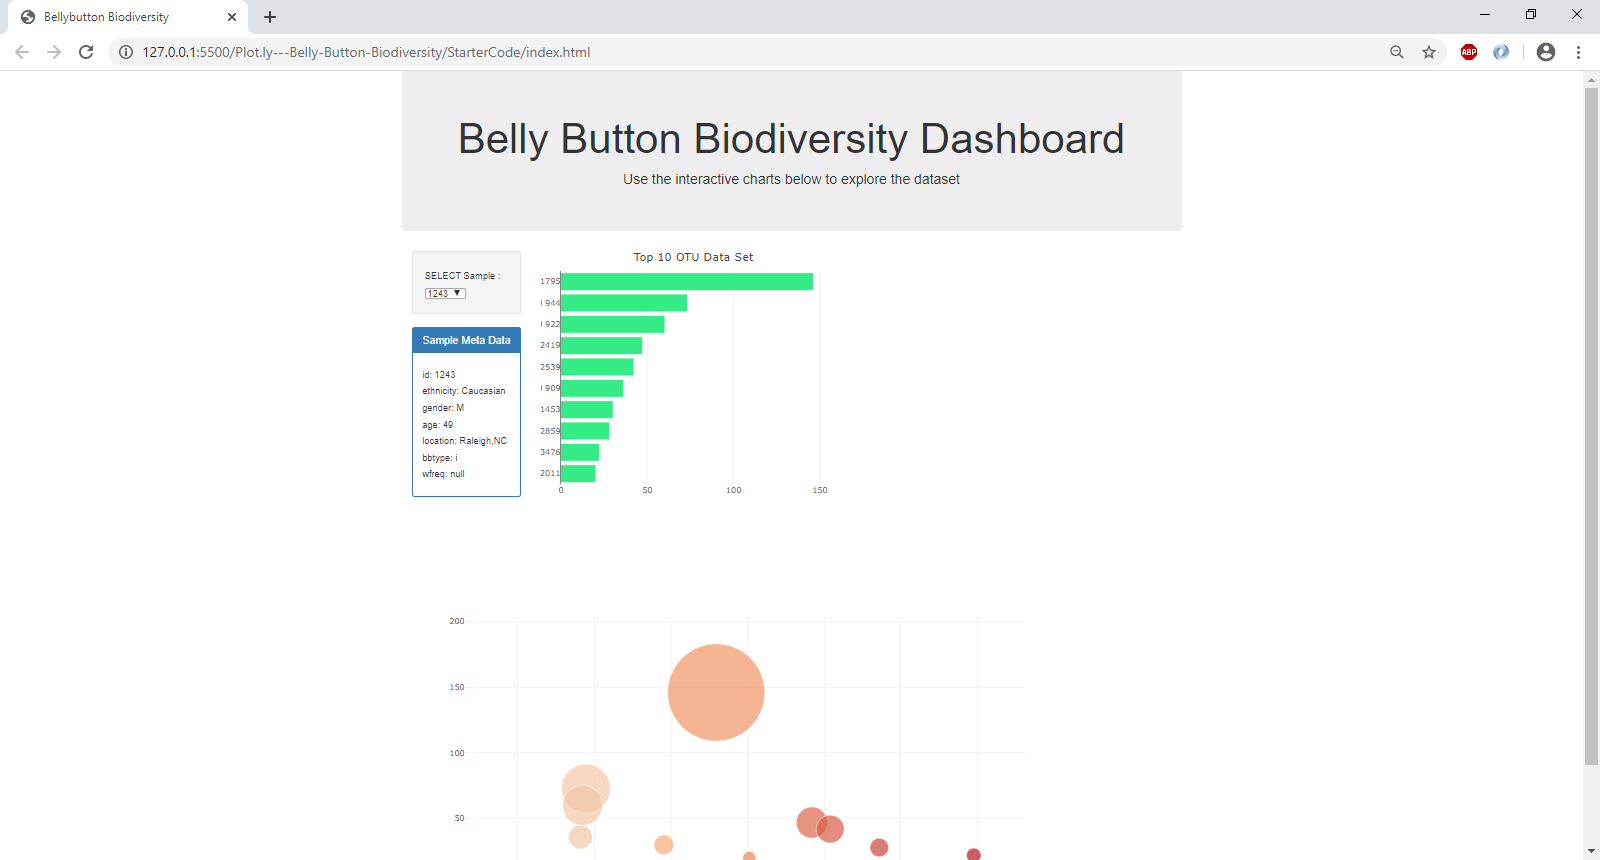 Bellybutton Biodiversity
127.0.0.1:5500/Plot.ly---Belly-Button-Biodiversity/StarterCode/index.html
ABP
Belly Button Biodiversity Dashboard
Use the interactive charts below to explore the dataset
SELECT Sample :
1243
Sample Meta Data
id: 1243
ethnicity: Caucasian
gender: M
age: 49
location: Raleigh,NC
bbtype: i
wfreq: null
Top 10 OTU Data Set
1795
944
922
2419
2539
909
1453
2859
3476
2011
0 50 100 150
200
150
100
50